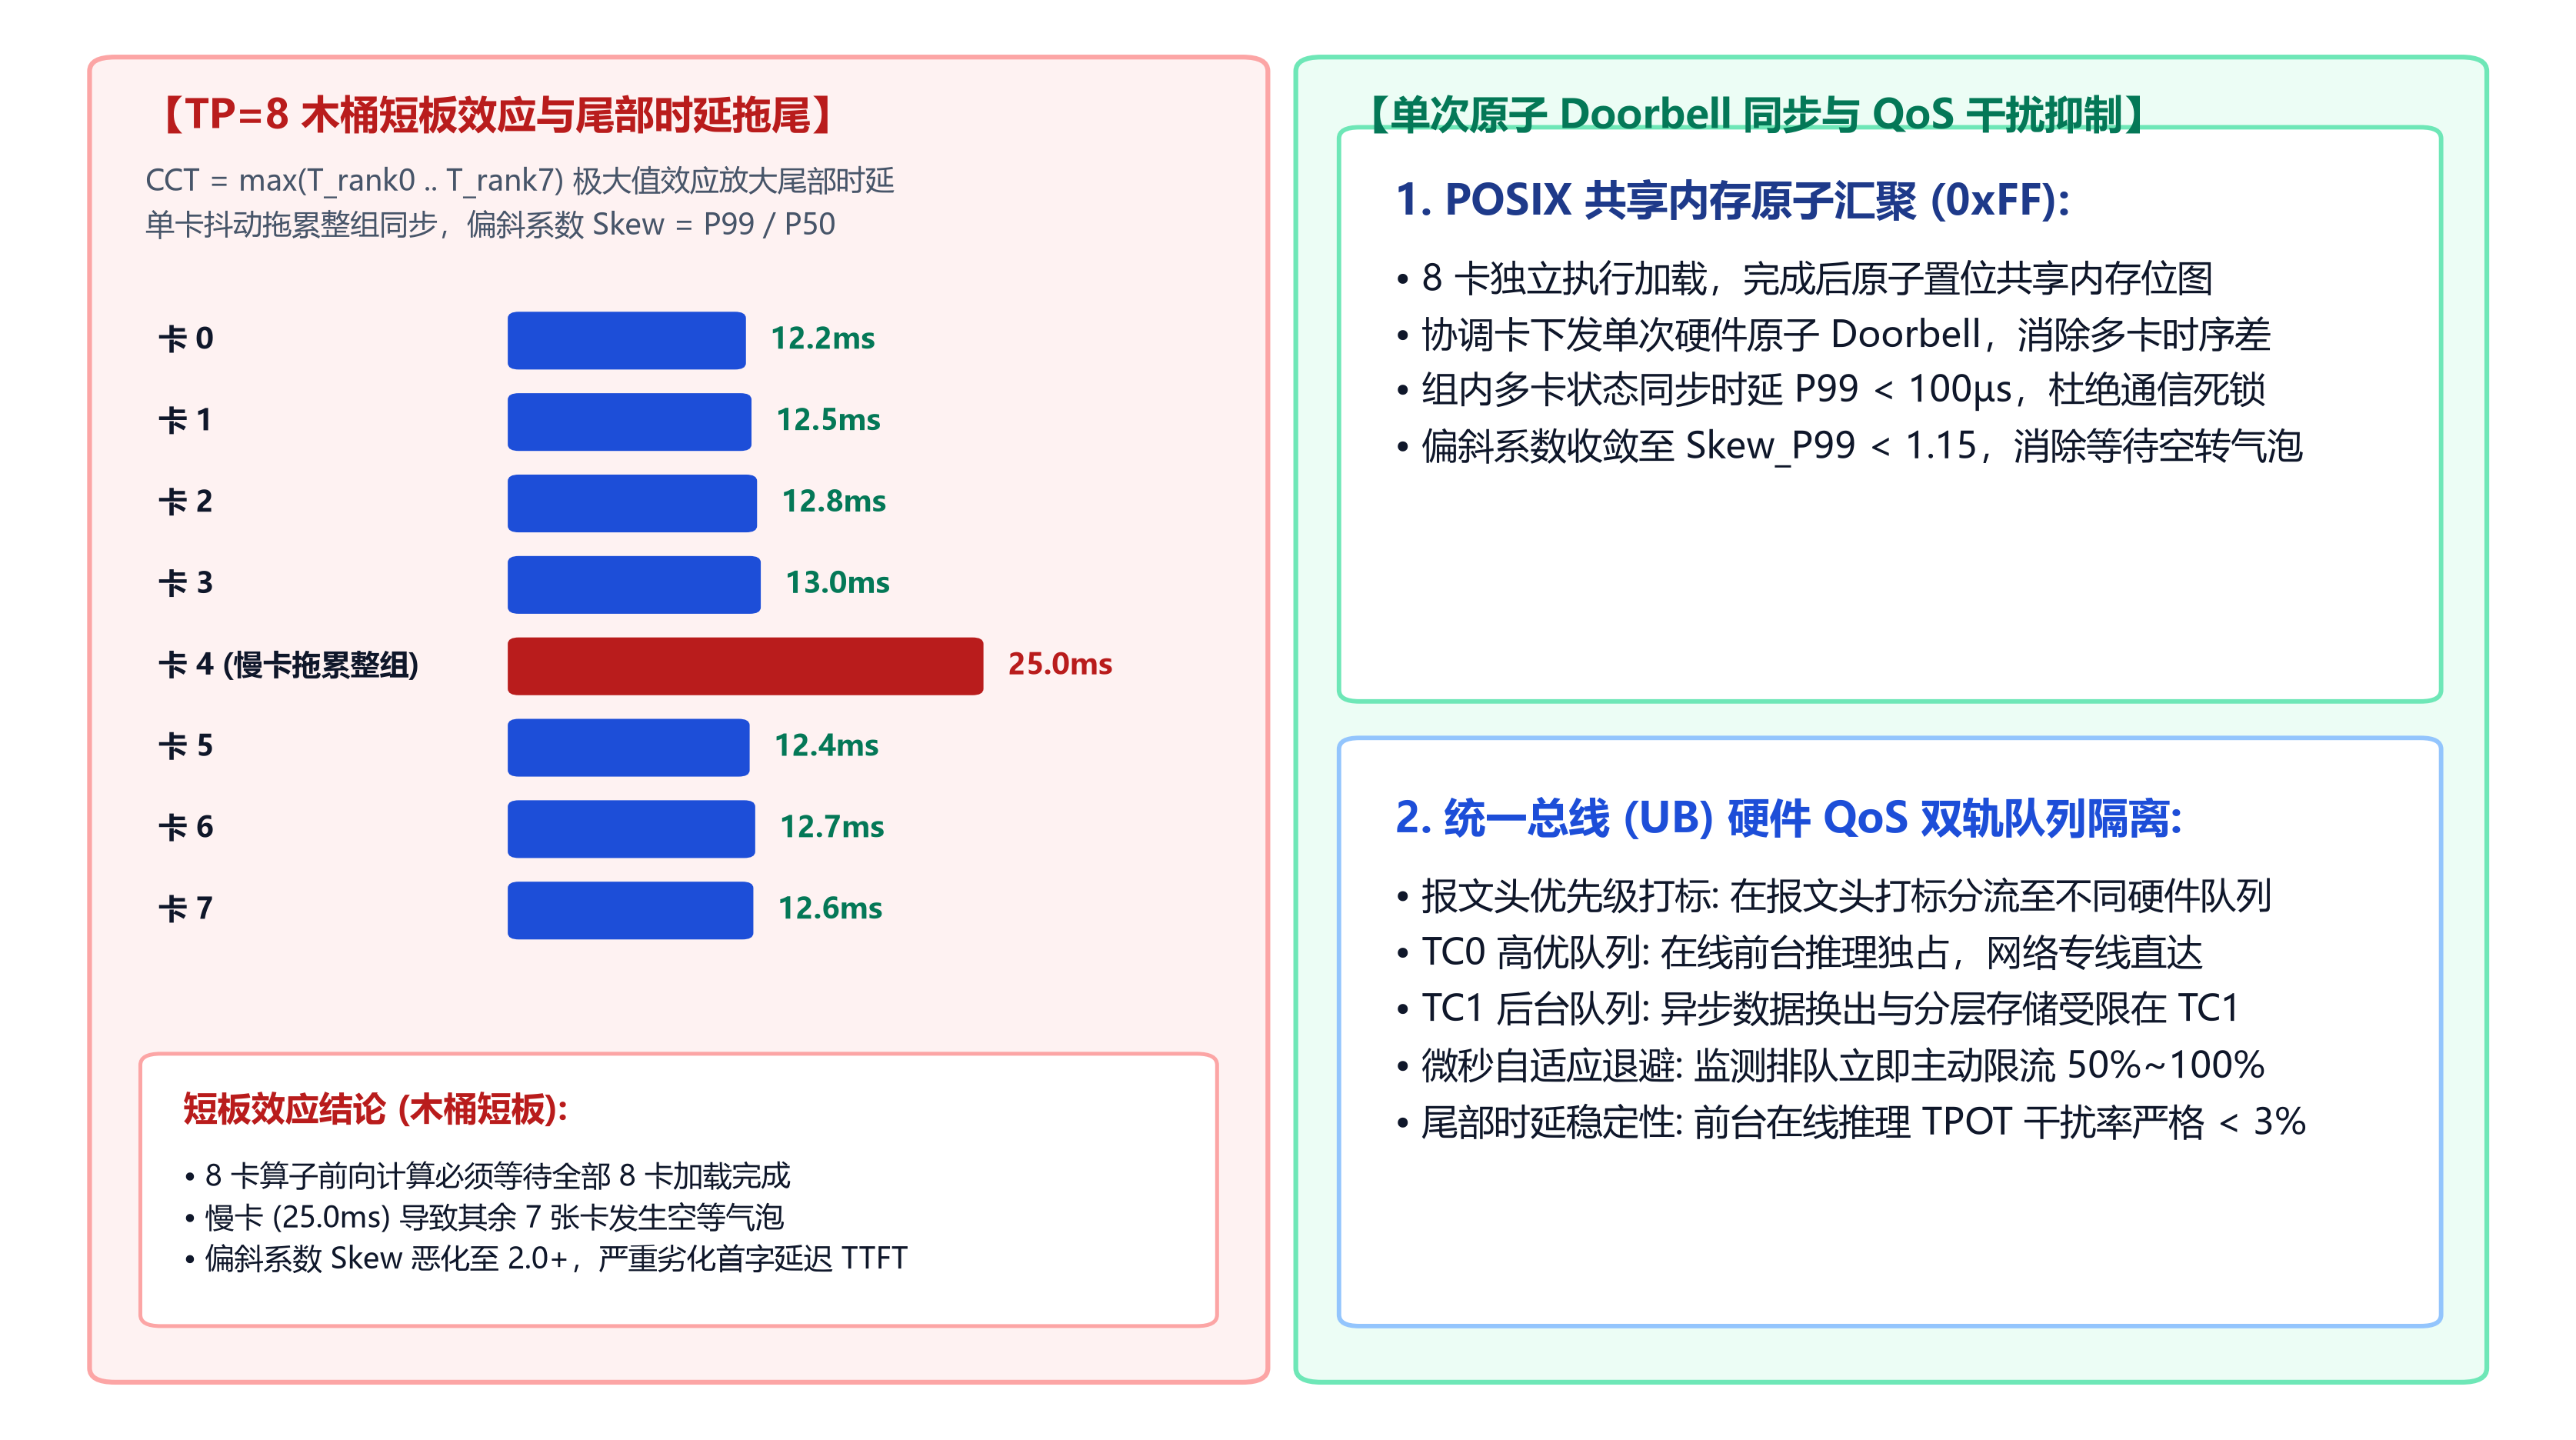 【TP=8 木桶短板效应与尾部时延拖尾】
CCT = max(T_rank0 .. T_rank7) 极大值效应放大尾部时延
单卡抖动拖累整组同步，偏斜系数 Skew = P99 / P50
卡 0 12.2ms
卡 1 12.5ms
卡 2 12.8ms
卡 3 13.0ms
卡 4 (慢卡拖累整组) 25.0ms
卡 5 12.4ms
卡 6 12.7ms
卡 7 12.6ms
短板效应结论 (木桶短板):
• 8 卡算子前向计算必须等待全部 8 卡加载完成
• 慢卡 (25.0ms) 导致其余 7 张卡发生空等气泡
• 偏斜系数 Skew 恶化至 2.0+，严重劣化首字延迟 TTFT
【单次原子 Doorbell 同步与 QoS 干扰抑制】
1. POSIX 共享内存原子汇聚 (0xFF):
• 8 卡独立执行加载，完成后原子置位共享内存位图
• 协调卡下发单次硬件原子 Doorbell，消除多卡时序差
• 组内多卡状态同步时延 P99 < 100μs，杜绝通信死锁
• 偏斜系数收敛至 Skew_P99 < 1.15，消除等待空转气泡
2. 统一总线 (UB) 硬件 QoS 双轨队列隔离:
• 报文头优先级打标: 在报文头打标分流至不同硬件队列
• TC0 高优队列: 在线前台推理独占，网络专线直达
• TC1 后台队列: 异步数据换出与分层存储受限在 TC1
• 微秒自适应退避: 监测排队立即主动限流 50%~100%
• 尾部时延稳定性: 前台在线推理 TPOT 干扰率严格 < 3%